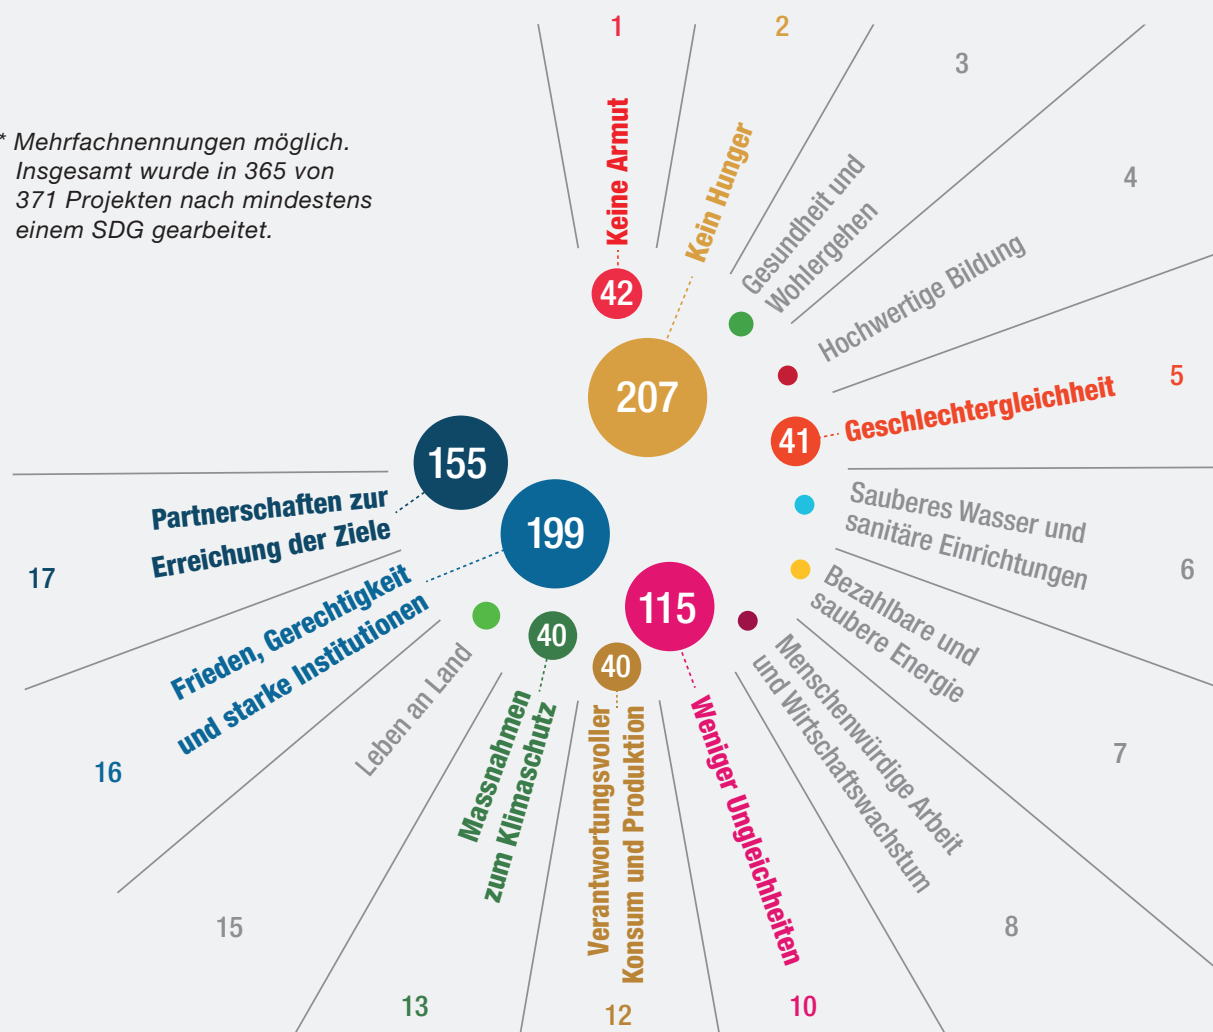 * Mehrfachnennungen möglich.
Insgesamt wurde in 365 von
371 Projekten nach mindestens
einem SDG gearbeitet.
1
Keine Armut
42
2
Kein Hunger
207
3
Gesundheit und
Wohlergehen
4
Hochwertige Bildung
5
Geschlechtergleichheit
41
6
Sauberes Wasser und
sanitäre Einrichtungen
7
Bezahlbare und
saubere Energie
8
Menschenwürdige Arbeit
und Wirtschaftswachstum
10
Weniger Ungleichheiten
115
12
Verantwortungsvoller
Konsum und Produktion
40
13
Massnahmen
zum Klimaschutz
40
15
Leben an Land
16
Frieden, Gerechtigkeit
und starke Institutionen
199
17
Partnerschaften zur
Erreichung der Ziele
155